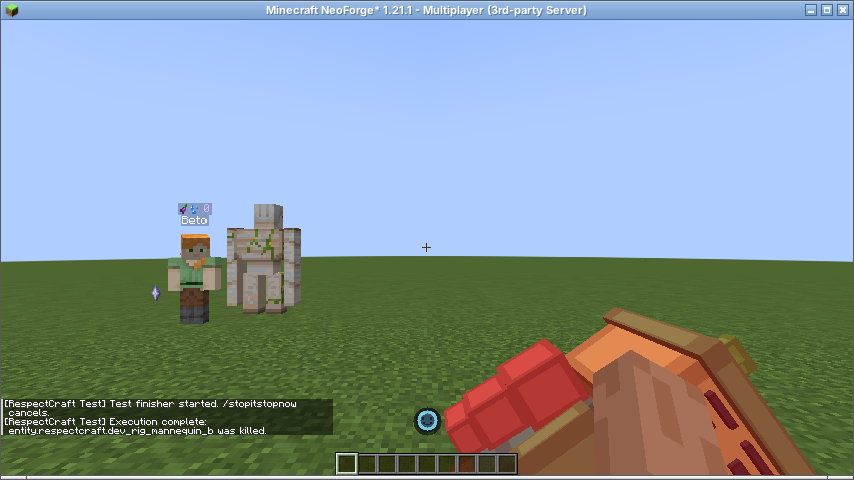 Minecraft NeoForge* 1.21.1 - Multiplayer (3rd-party Server)
0
Beto
[RespectCraft Test] Test finisher started. /stopitstopnow
cancels.
[RespectCraft Test] Execution complete:
entity.respectcraft.dev_rig_mannequin_b was killed.